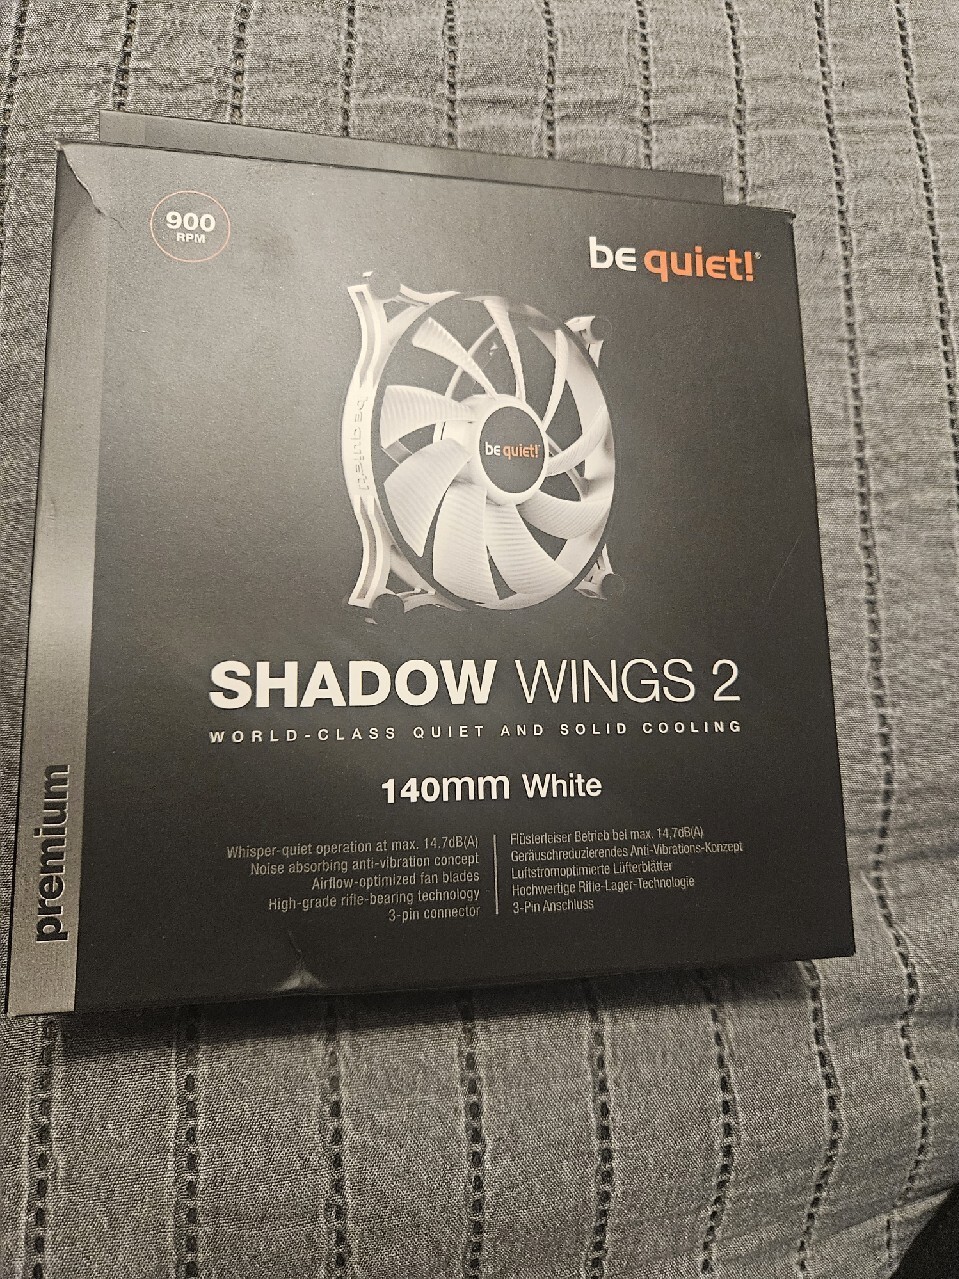 900
RPM
be quiet!®
be quiet!
be quiet!
SHADOW WINGS 2
WORLD-CLASS QUIET AND SOLID COOLING
140mm White
Whisper-quiet operation at max. 14.7dB(A)
Noise absorbing anti-vibration concept
Airflow-optimized fan blades
High-grade rifle-bearing technology
3-pin connector
Flüsterleiser Betrieb bei max. 14,7dB(A)
Geräuschreduzierendes Anti-Vibrations-Konzept
Luftstromoptimierte Lüfterblätter
Hochwertige Rifle-Lager-Technologie
3-Pin Anschluss
premium